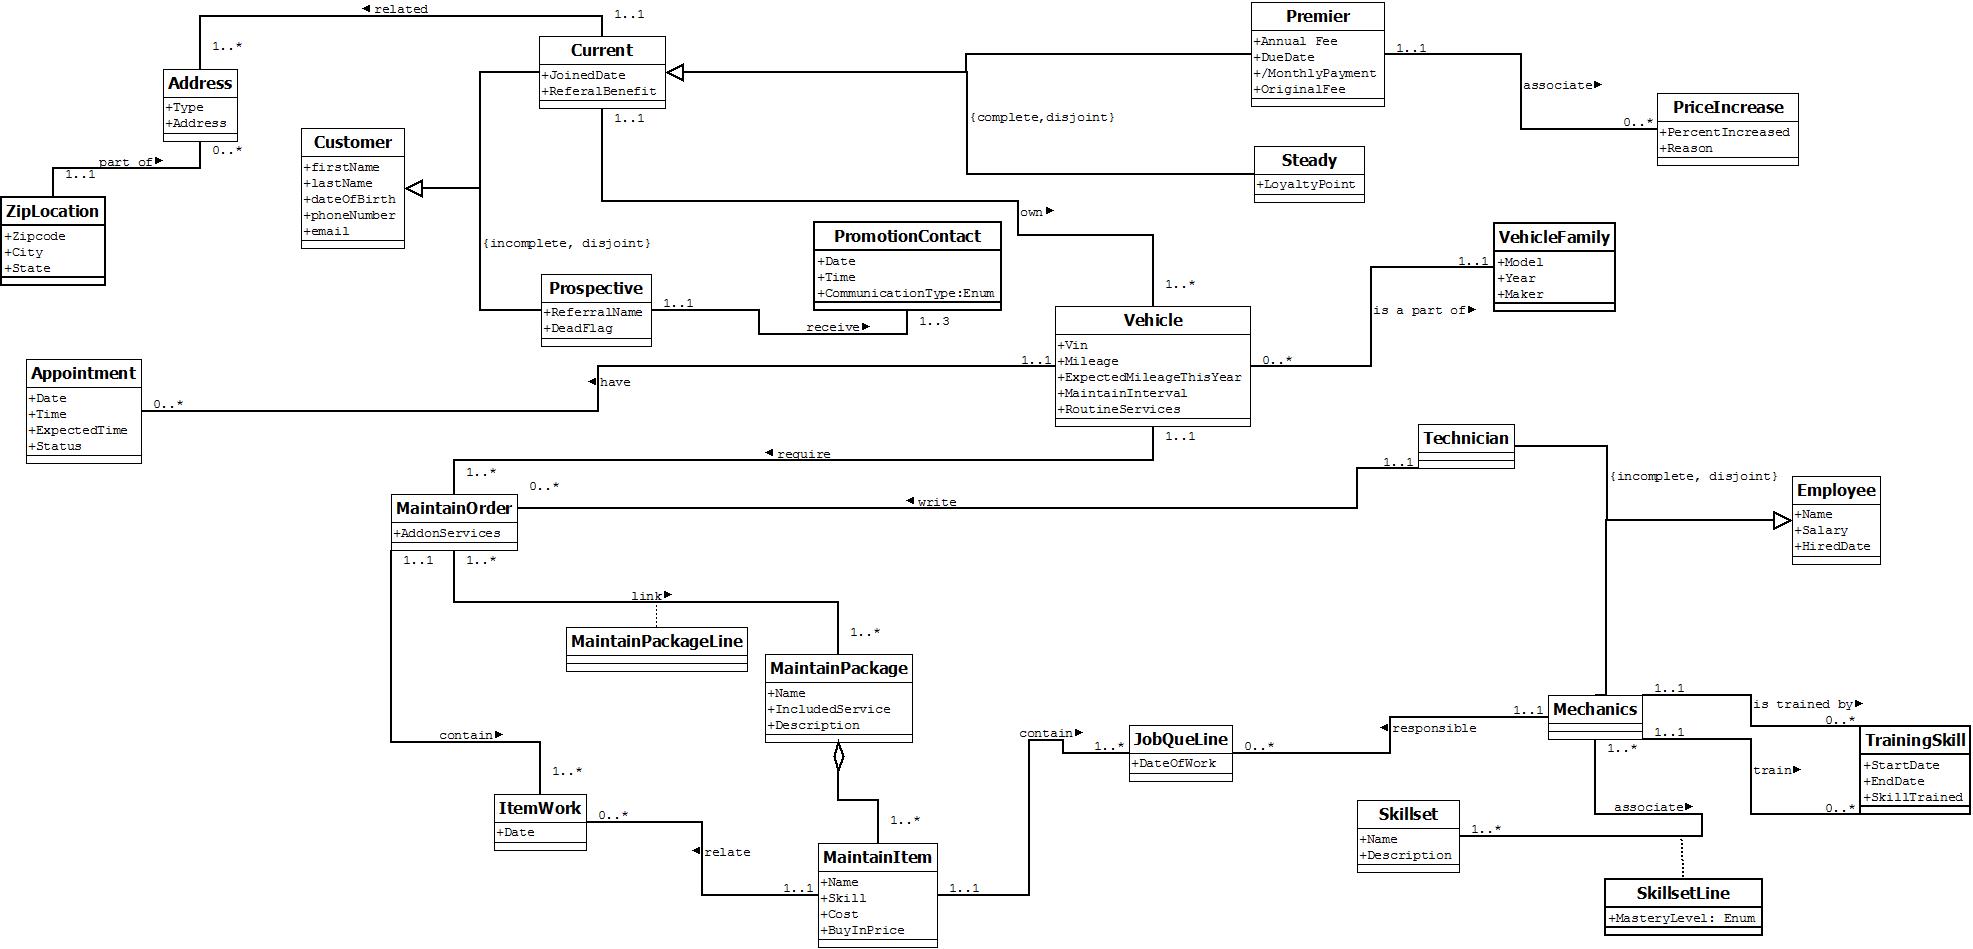 related
1..1
1..*
Current
+JoinedDate
+ReferalBenefit
1..1
Premier
+Annual Fee
+DueDate
+/MonthlyPayment
+OriginalFee
1..1
associate
0..*
PriceIncrease
+PercentIncreased
+Reason
Address
+Type
+Address
0..*
part of
1..1
ZipLocation
+Zipcode
+City
+State
Customer
+firstName
+lastName
+dateOfBirth
+phoneNumber
+email
{complete,disjoint}
Steady
+LoyaltyPoint
own
{incomplete, disjoint}
PromotionContact
+Date
+Time
+CommunicationType:Enum
1..3
Prospective
+ReferralName
+DeadFlag
1..1
receive
1..*
Vehicle
+Vin
+Mileage
+ExpectedMileageThisYear
+MaintainInterval
+RoutineServices
VehicleFamily
+Model
+Year
+Maker
1..1
is a part of
0..*
1..1
have
0..*
Appointment
+Date
+Time
+ExpectedTime
+Status
1..1
require
1..*
Technician
1..1
write
0..*
{incomplete, disjoint}
Employee
+Name
+Salary
+HiredDate
MaintainOrder
+AddonServices
1..1
1..*
link
MaintainPackageLine
1..*
MaintainPackage
+Name
+IncludedService
+Description
contain
1..*
ItemWork
+Date
0..*
relate
1..1
1..*
MaintainItem
+Name
+Skill
+Cost
+BuyInPrice
1..1
contain
1..*
JobQueLine
+DateOfWork
0..*
responsible
1..1
Mechanics
1..1
is trained by
0..*
1..1
train
0..*
TrainingSkill
+StartDate
+EndDate
+SkillTrained
1..*
associate
1..*
Skillset
+Name
+Description
SkillsetLine
+MasteryLevel: Enum